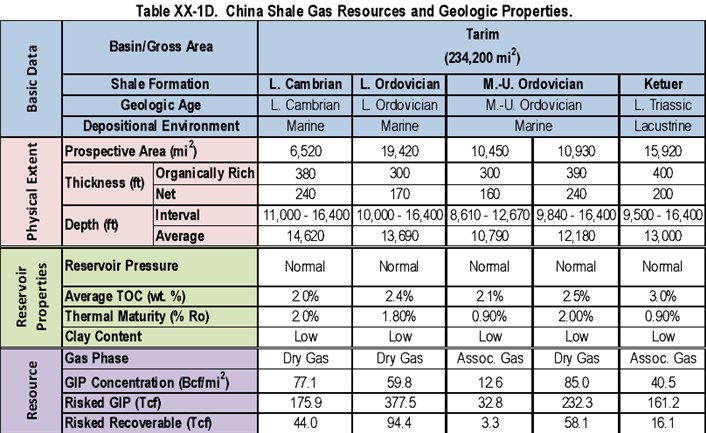 Table XX-1D. China Shale Gas Resources and Geologic Properties.
Basic Data
Basin/Gross Area
Tarim
(234,200 mi2)
Shale Formation L. Cambrian L. Ordovician M.-U. Ordovician Ketuer
Geologic Age L. Cambrian L. Ordovician M.-U. Ordovician L. Triassic
Depositional Environment Marine Marine Marine Lacustrine
Physical Extent
Prospective Area (mi2) 6,520 19,420 10,450 10,930 15,920
Thickness (ft) Organically Rich 380 300 300 390 400
Net 240 170 160 240 200
Depth (ft) Interval 11,000 - 16,400 10,000 - 16,400 8,610 - 12,670 9,840 - 16,400 9,500 - 16,400
Average 14,620 13,690 10,790 12,180 13,000
Reservoir Properties
Reservoir Pressure Normal Normal Normal Normal Normal
Average TOC (wt. %) 2.0% 2.4% 2.1% 2.5% 3.0%
Thermal Maturity (% Ro) 2.0% 1.80% 0.90% 2.00% 0.90%
Clay Content Low Low Low Low Low
Resource
Gas Phase Dry Gas Dry Gas Assoc. Gas Dry Gas Assoc. Gas
GIP Concentration (Bcf/mi2) 77.1 59.8 12.6 85.0 40.5
Risked GIP (Tcf) 175.9 377.5 32.8 232.3 161.2
Risked Recoverable (Tcf) 44.0 94.4 3.3 58.1 16.1